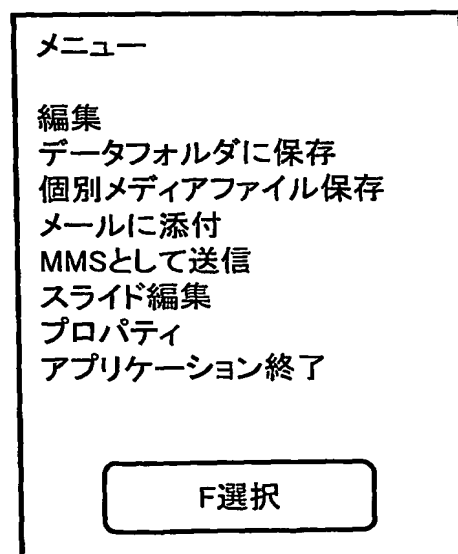 メニュー
編集
データフォルダに保存
個別メディアファイル保存
メールに添付
MMSとして送信
スライド編集
プロパティ
アプリケーション終了
F選択